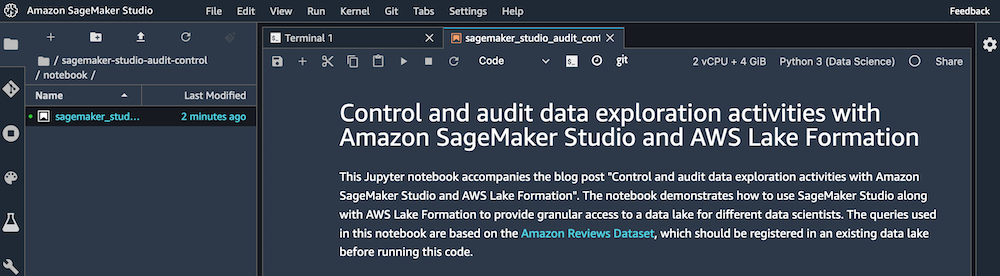 Amazon SageMaker Studio File Edit View Run Kernel Git Tabs Settings Help Feedback
Terminal 1 sagemaker_studio_audit_cont
/ sagemaker-studio-audit-control
/ notebook /
Code git 2 vCPU + 4 GiB Python 3 (Data Science) Share
Name Last Modified
sagemaker_stud... 2 minutes ago
Control and audit data exploration activities with
Amazon SageMaker Studio and AWS Lake Formation
This Jupyter notebook accompanies the blog post "Control and audit data exploration activities with Amazon
SageMaker Studio and AWS Lake Formation". The notebook demonstrates how to use SageMaker Studio along
with AWS Lake Formation to provide granular access to a data lake for different data scientists. The queries used
in this notebook are based on the Amazon Reviews Dataset, which should be registered in an existing data lake
before running this code.